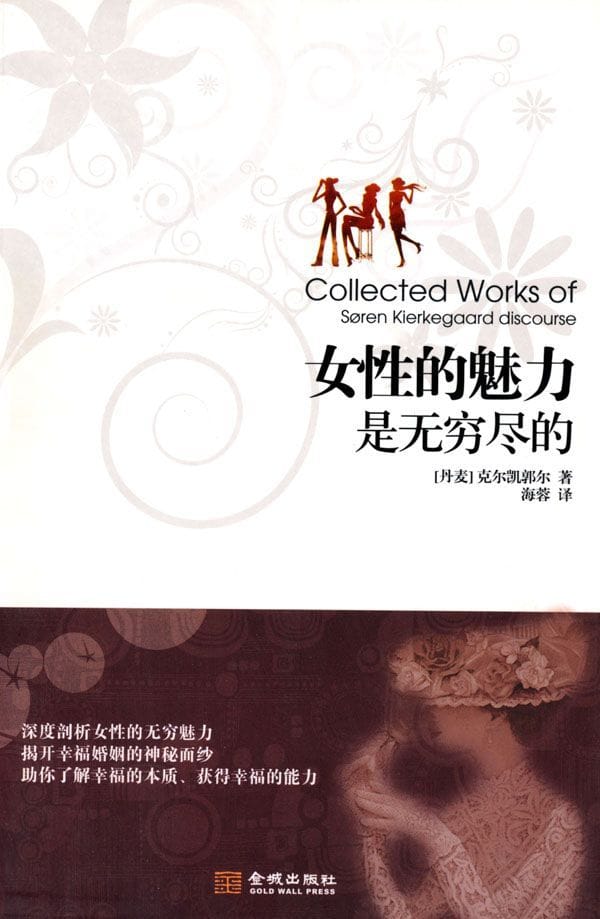 Collected Works of
Søren Kierkegaard discourse
女性的魅力
是无穷尽的
[丹麦] 克尔凯郭尔 著
海蓉 译
深度剖析女性的无穷魅力
揭开幸福婚姻的神秘面纱
助你了解幸福的本质、获得幸福的能力
金城出版社
GOLD WALL PRESS